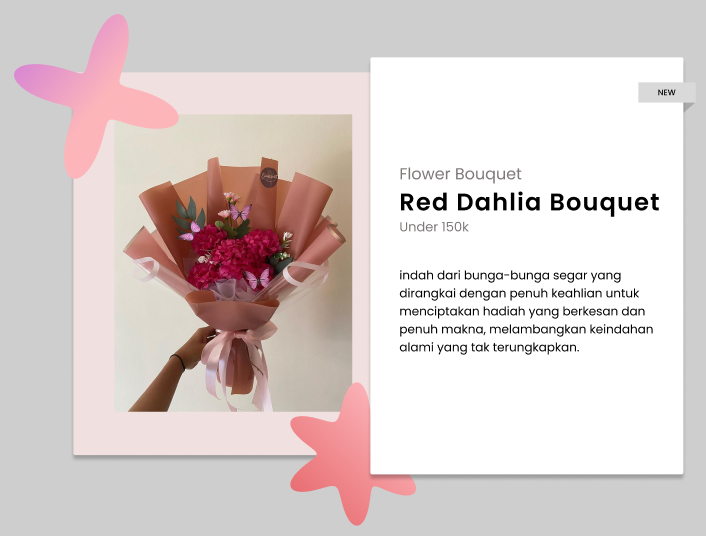 NEW
Flower Bouquet
Red Dahlia Bouquet
Under 150k
indah dari bunga-bunga segar yang
dirangkai dengan penuh keahlian untuk
menciptakan hadiah yang berkesan dan
penuh makna, melambangkan keindahan
alami yang tak terungkapkan.